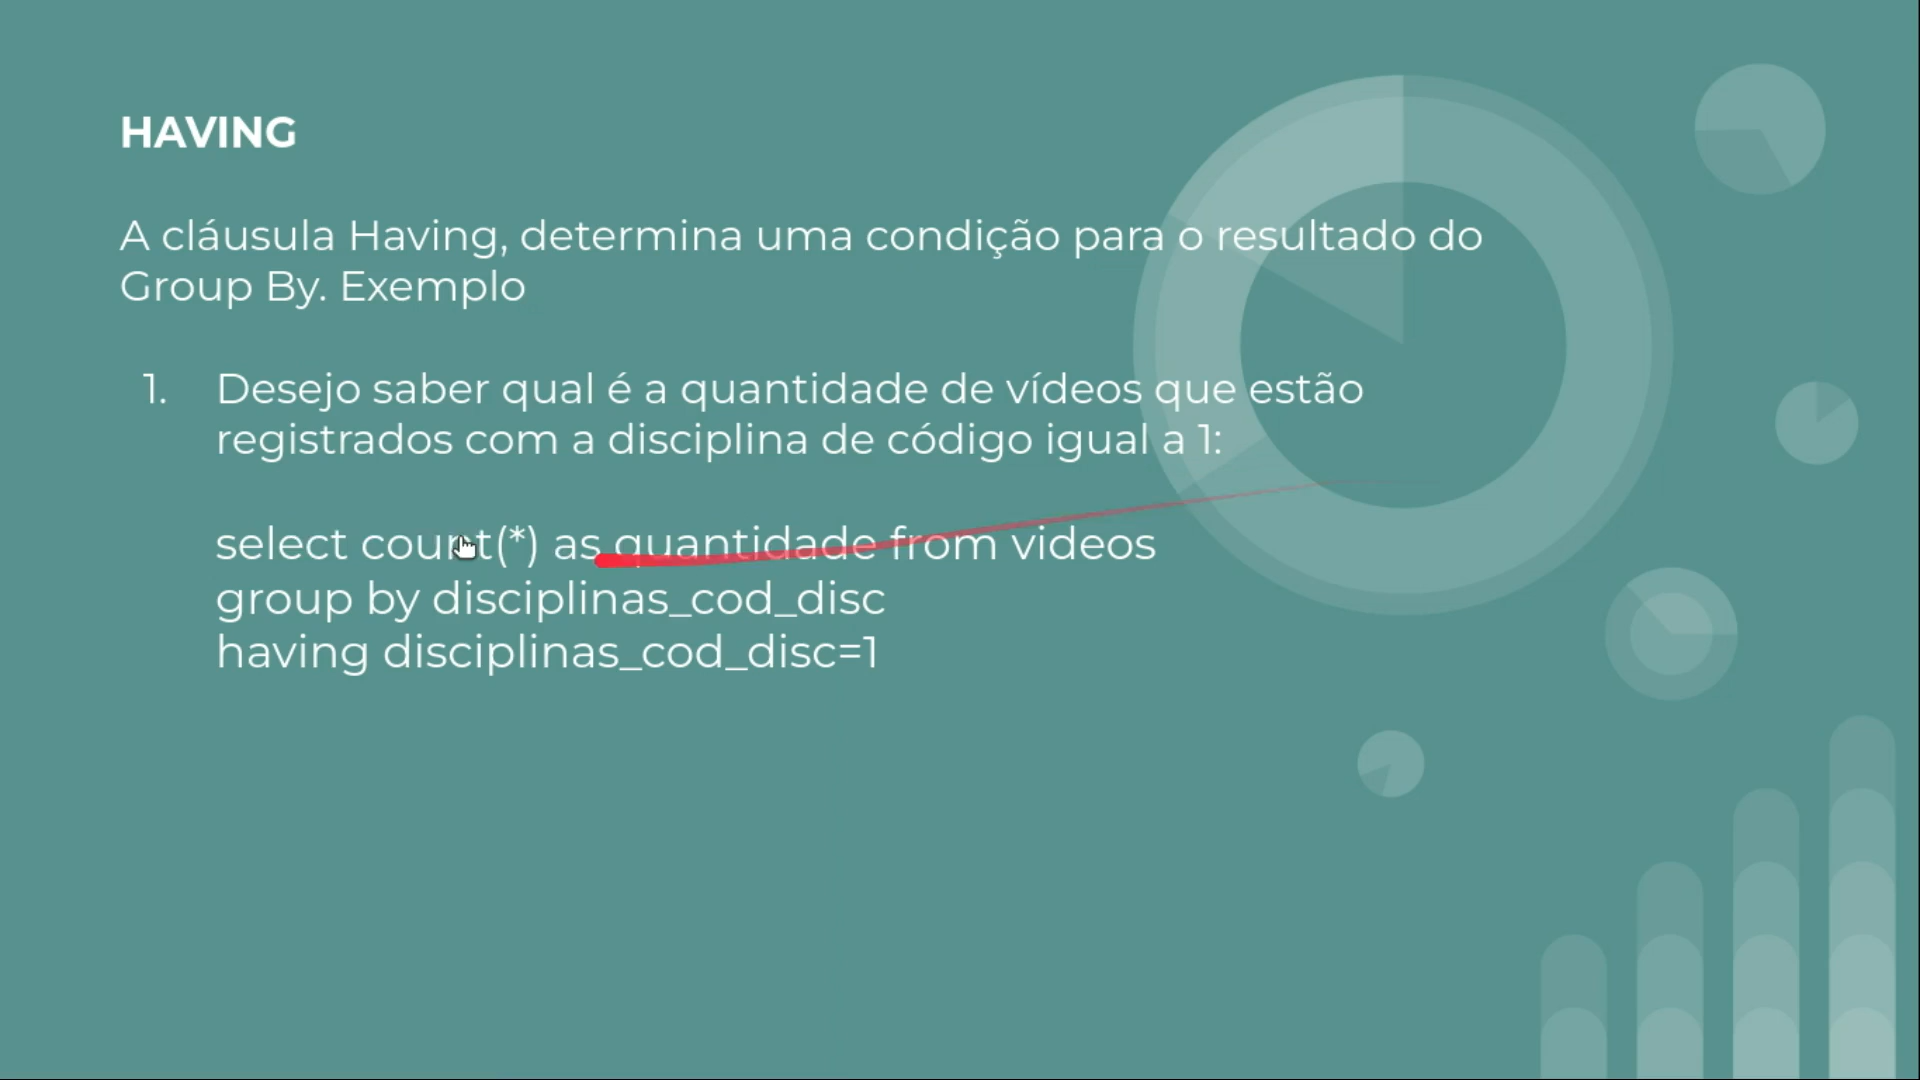 HAVING
A cláusula Having, determina uma condição para o resultado do
Group By. Exemplo
1. Desejo saber qual é a quantidade de vídeos que estão
registrados com a disciplina de código igual a 1:
select count(*) as quantidade from videos
group by disciplinas_cod_disc
having disciplinas_cod_disc=1